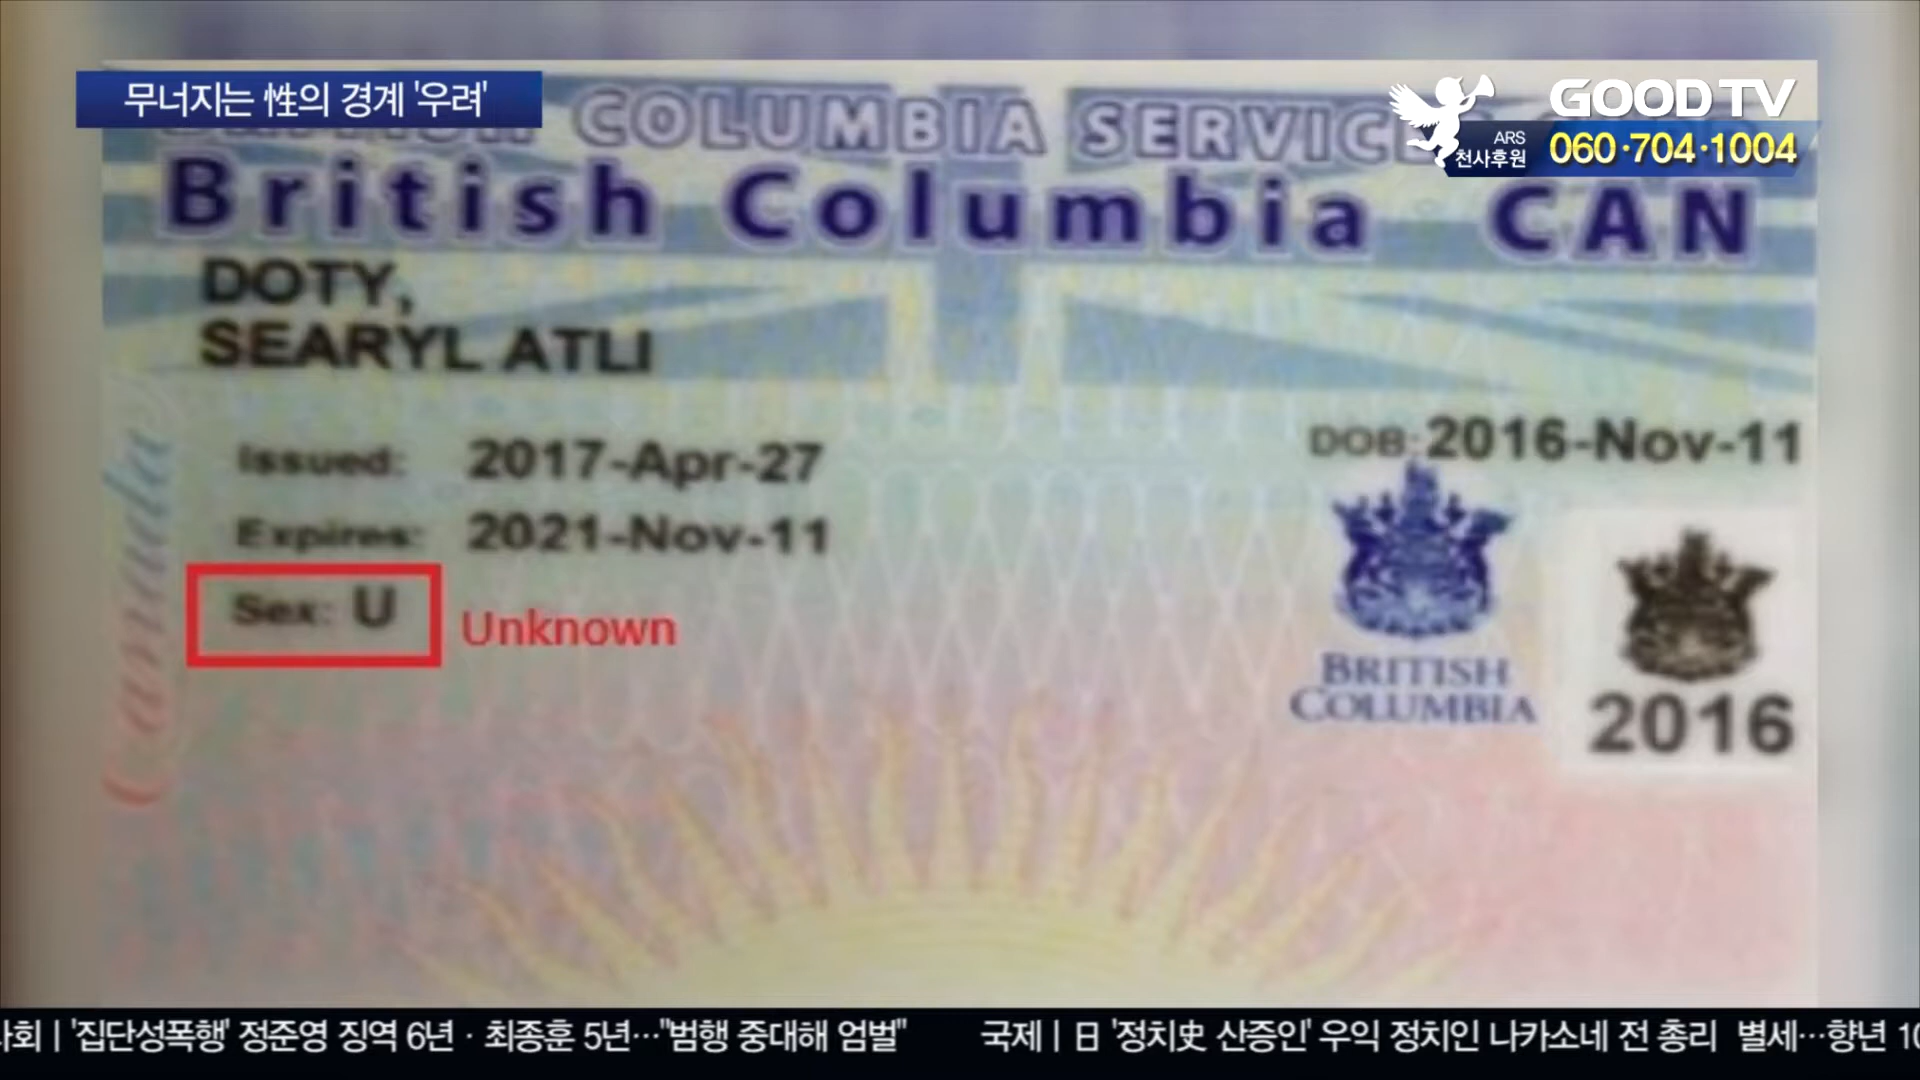 무너지는 性의 경계 '우려'
GOODTV
ARS
천사후원 060·704·1004
COLUMBIA SERVICE
British Columbia CAN
DOTY,
SEARYL ATLI
Issued: 2017-Apr-27
DOB: 2016-Nov-11
Expires: 2021-Nov-11
Sex: U Unknown
Canada
BRITISH
COLUMBIA
2016
사회 | '집단성폭행' 정준영 징역 6년 · 최종훈 5년…"범행 중대해 엄벌" 국제 | 日 '정치史 산증인' 우익 정치인 나카소네 전 총리 별세…향년